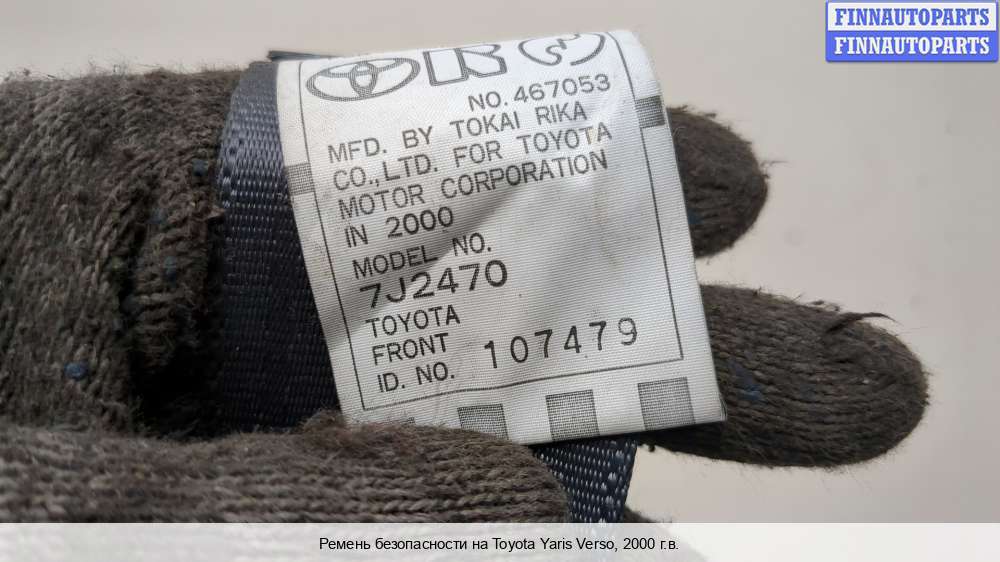 FINNAUTOPARTS
FINNAUTOPARTS
NO. 467053
MFD. BY TOKAI RIKA
CO.,LTD. FOR TOYOTA
MOTOR CORPORATION
IN 2000
MODEL NO.
7J2470
TOYOTA
FRONT
ID. NO. 107479
Ремень безопасности на Toyota Yaris Verso, 2000 г.в.